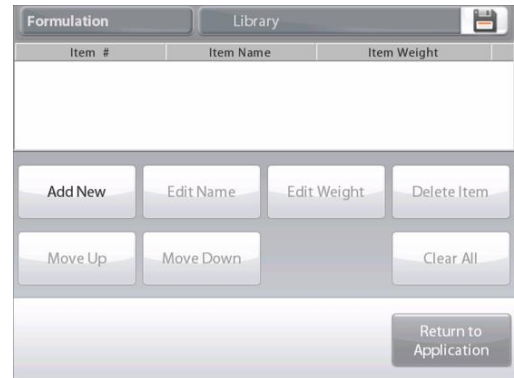 Formulation Library
Item # Item Name Item Weight
Add New Edit Name Edit Weight Delete Item
Move Up Move Down Clear All
Return to
Application